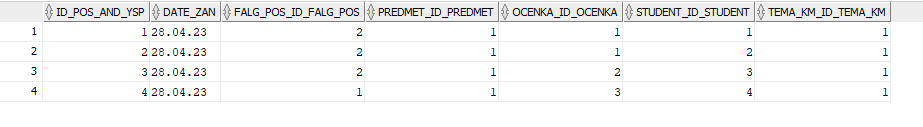 ID_POS_AND_YSP DATE_ZAN FALG_POS_ID_FALG_POS PREDMET_ID_PREDMET OCENKA_ID_OCENKA STUDENT_ID_STUDENT TEMA_KM_ID_TEMA_KM
1 1 28.04.23 2 1 1 1 1
2 2 28.04.23 2 1 1 2 1
3 3 28.04.23 2 1 2 3 1
4 4 28.04.23 1 1 3 4 1